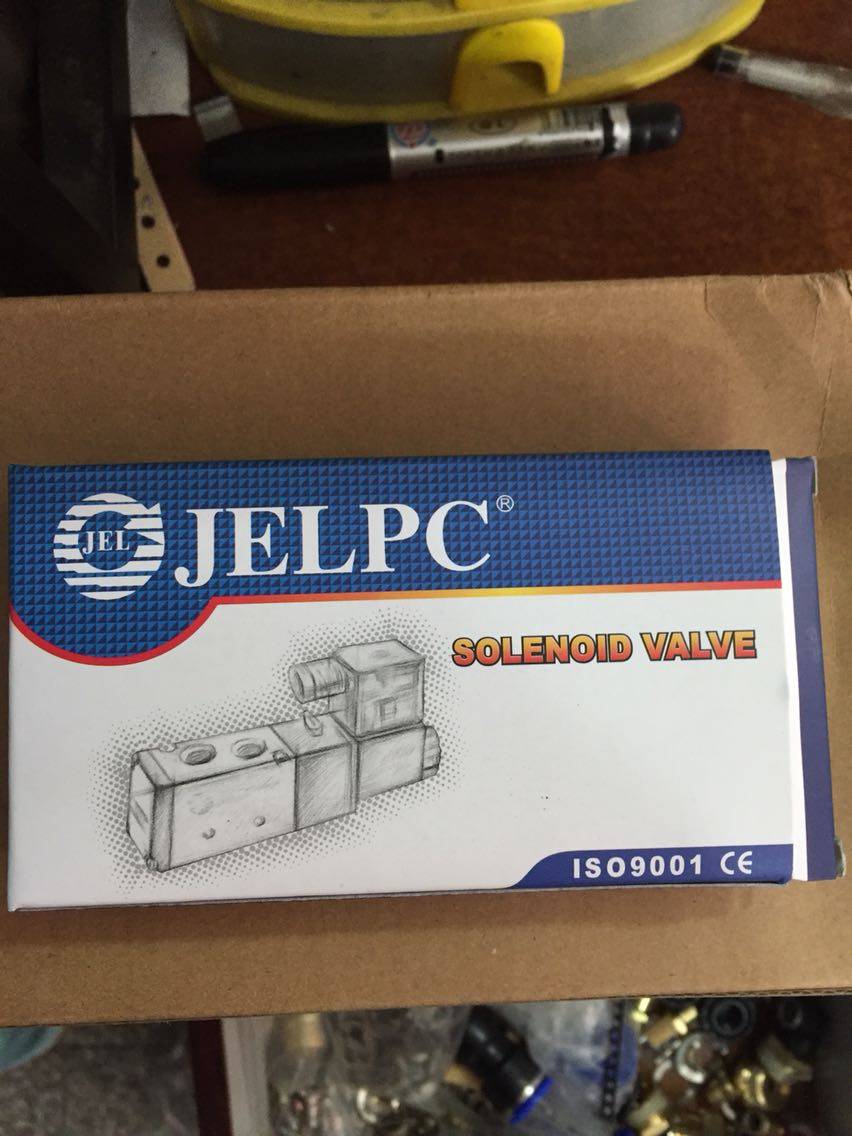 JEL
JELPC®
SOLENOID VALVE
ISO9001 CE